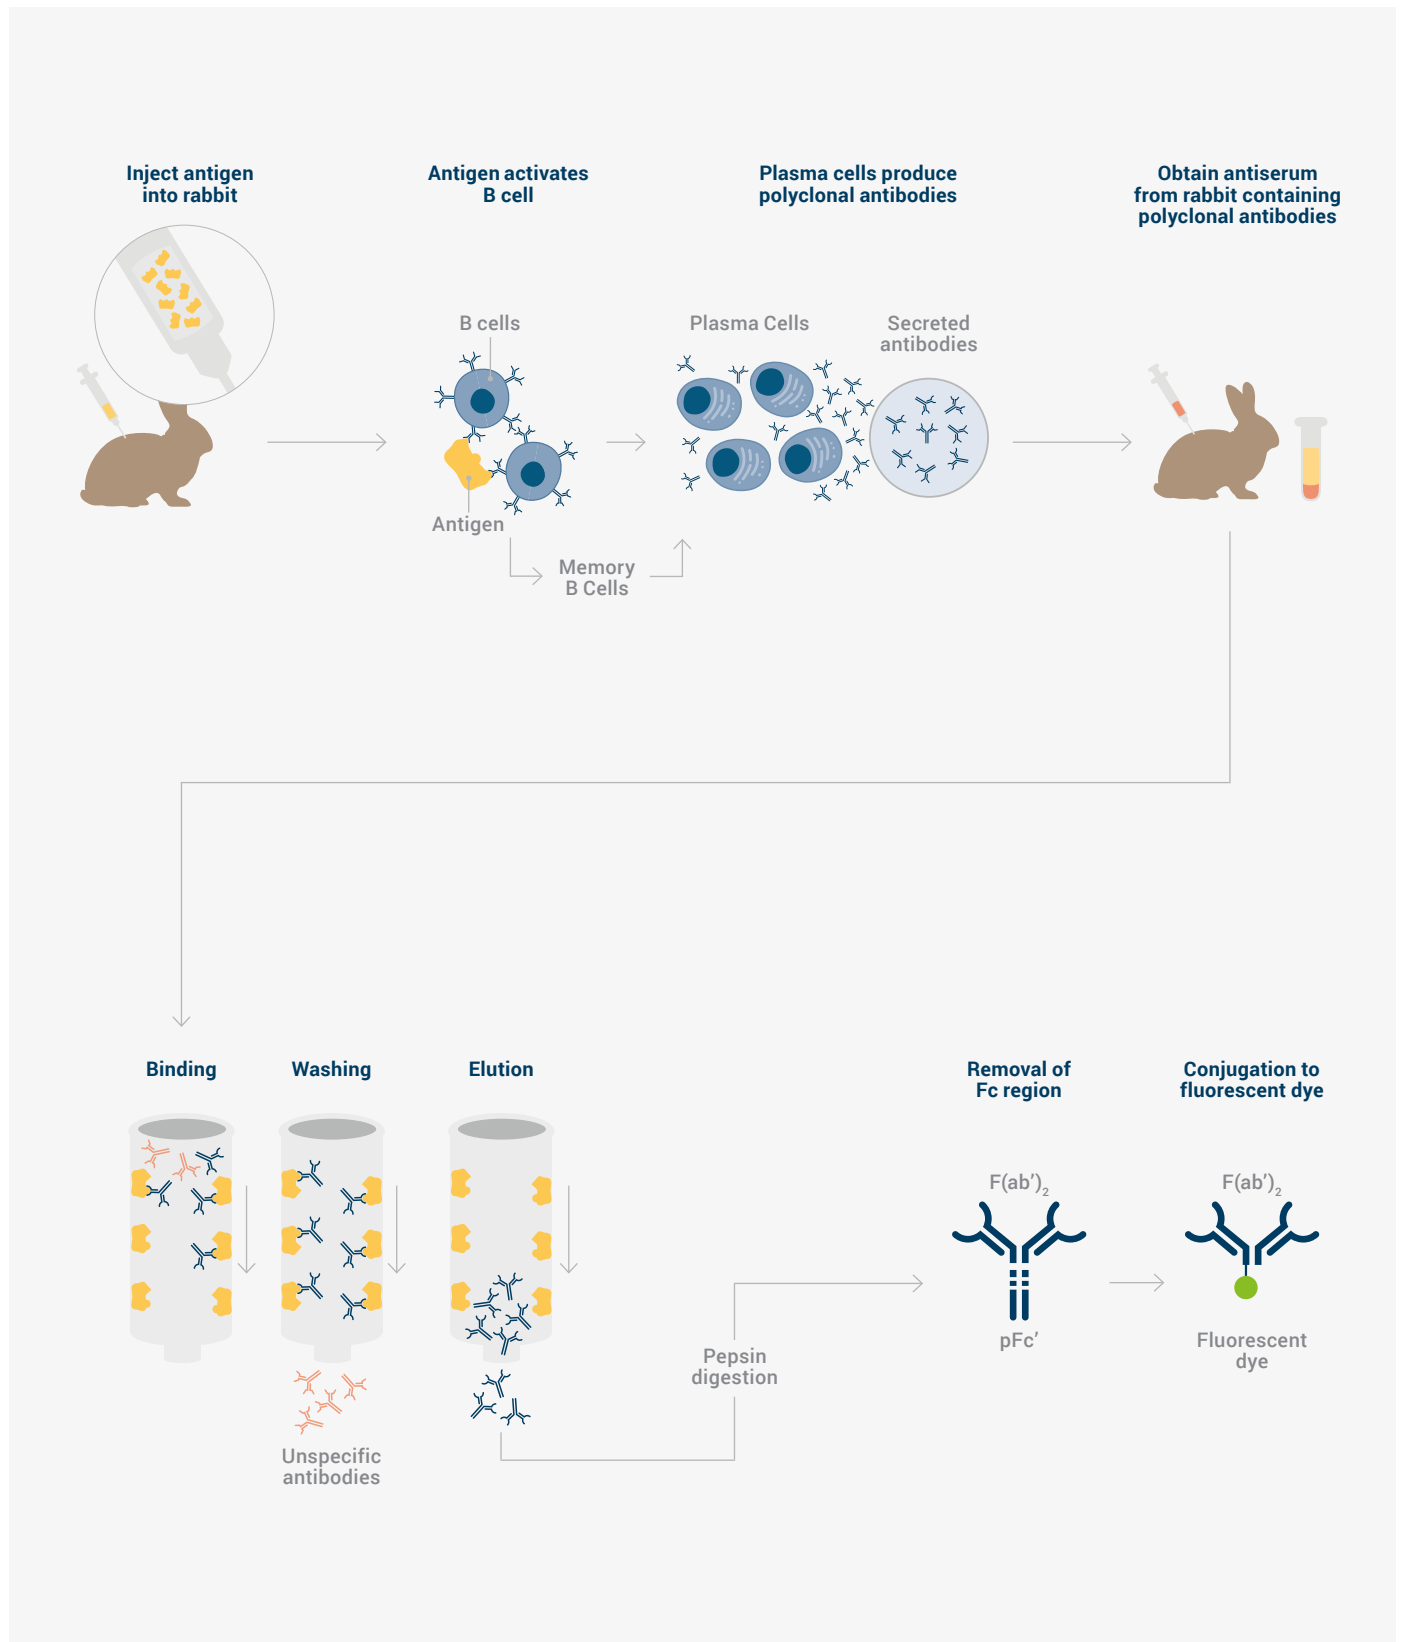 Inject antigen
into rabbit
Antigen activates
B cell
Plasma cells produce
polyclonal antibodies
Obtain antiserum
from rabbit containing
polyclonal antibodies
B cells
Antigen
Memory
B Cells
Plasma Cells
Secreted
antibodies
Binding
Washing
Elution
Unspecific
antibodies
Pepsin
digestion
Removal of
Fc region
F(ab’)₂
pFc’
Conjugation to
fluorescent dye
F(ab’)₂
Fluorescent
dye